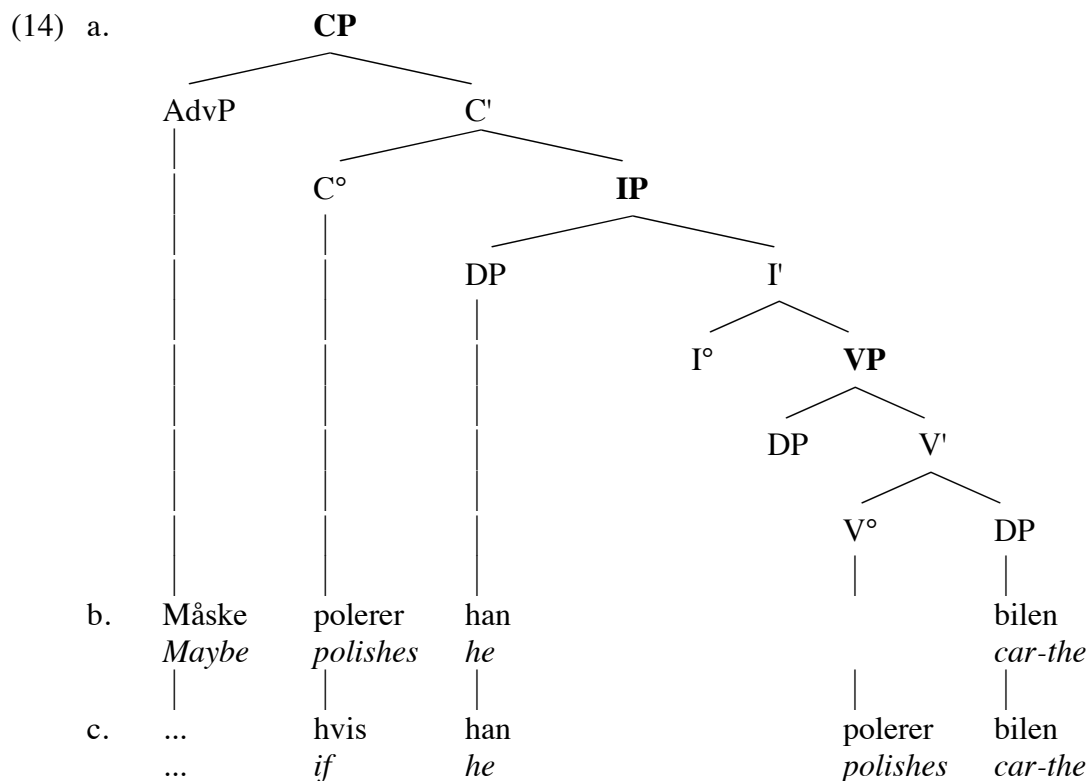 (14) a. CP
AdvP C'
C° IP
DP I'
I° VP
DP V'
V° DP
b. Måske polerer han bilen
Maybe polishes he car-the
c. ... hvis han polerer bilen
... if he polishes car-the